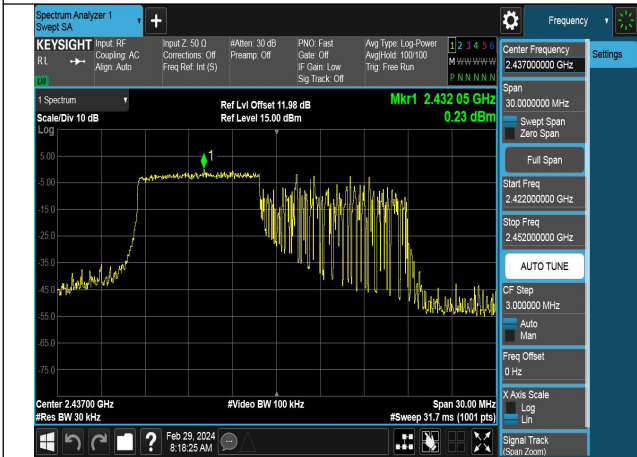 Spectrum Analyzer 1
Swept SA
Frequency
KEYSIGHT
RL
LXI
Input: RF
Coupling: AC
Align: Auto
Input Z: 50 Ω
Corrections: Off
Freq Ref: Int (S)
#Atten: 30 dB
Preamp: Off
PNO: Fast
Gate: Off
IF Gain: Low
Sig Track: Off
Avg Type: Log-Power
Avg|Hold: 100/100
Trig: Free Run
1 2 3 4 5 6
M W W W W W
P N N N N N
1 Spectrum
Scale/Div 10 dB
Log
Ref Lvl Offset 11.98 dB
Ref Level 15.00 dBm
Mkr1 2.432 05 GHz
0.23 dBm
1
5.00
-5.00
-15.0
-25.0
-35.0
-45.0
-55.0
-65.0
-75.0
Center 2.43700 GHz
#Res BW 30 kHz
#Video BW 100 kHz
Span 30.00 MHz
#Sweep 31.7 ms (1001 pts)
Feb 29, 2024
8:18:25 AM
Center Frequency
2.437000000 GHz
Settings
Span
30.0000000 MHz
Swept Span
Zero Span
Full Span
Start Freq
2.422000000 GHz
Stop Freq
2.452000000 GHz
AUTO TUNE
CF Step
3.000000 MHz
Auto
Man
Freq Offset
0 Hz
X Axis Scale
Log
Lin
Signal Track
(Span Zoom)